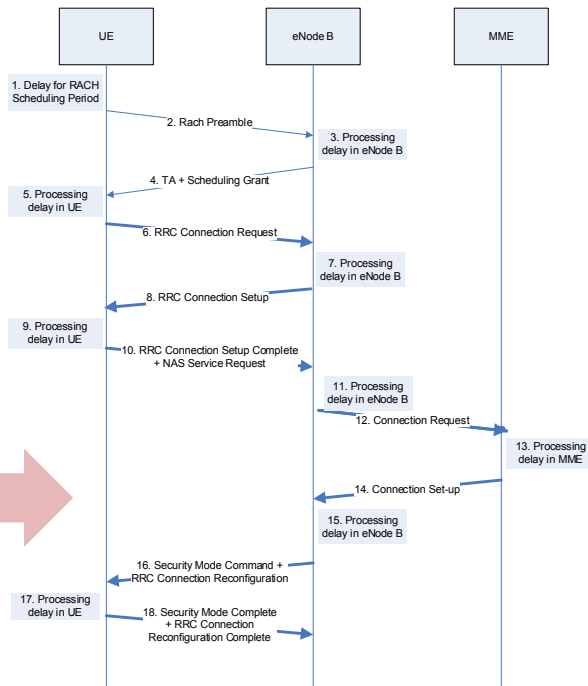 UE
eNode B
MME
1. Delay for RACH
Scheduling Period
2. Rach Preamble
3. Processing
delay in eNode B
4. TA + Scheduling Grant
5. Processing
delay in UE
6. RRC Connection Request
7. Processing
delay in eNode B
8. RRC Connection Setup
9. Processing
delay in UE
10. RRC Connection Setup Complete
+ NAS Service Request
11. Processing
delay in eNode B
12. Connection Request
13. Processing
delay in MME
14. Connection Set-up
15. Processing
delay in eNode B
16. Security Mode Command +
RRC Connection Reconfiguration
17. Processing
delay in UE
18. Security Mode Complete
+ RRC Connection
Reconfiguration Complete